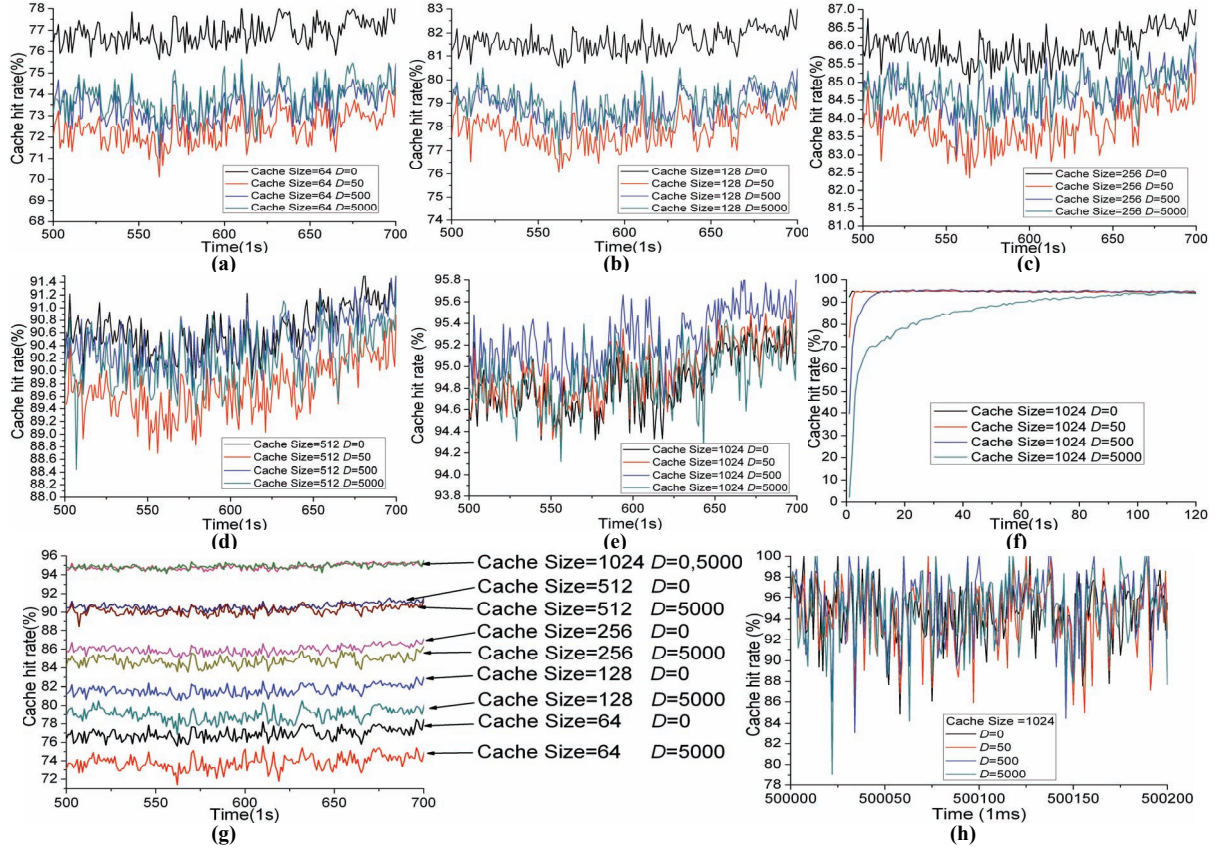 Cache hit rate(%)
78
77
76
75
74
73
72
71
70
69
68
Cache Size=64 D=0
Cache Size=64 D=50
Cache Size=64 D=500
Cache Size=64 D=5000
500 550 600 650 700
Time(1s)
(a)
Cache hit rate(%)
83
82
81
80
79
78
77
76
75
74
Cache Size=128 D=0
Cache Size=128 D=50
Cache Size=128 D=500
Cache Size=128 D=5000
500 550 600 650 700
Time(1s)
(b)
Cache hit rate(%)
87.0
86.5
86.0
85.5
85.0
84.5
84.0
83.5
83.0
82.5
82.0
81.5
81.0
Cache Size=256 D=0
Cache Size=256 D=50
Cache Size=256 D=500
Cache Size=256 D=5000
500 550 600 650 700
Time(1s)
(c)
Cache hit rate (%)
91.4
91.1
90.9
90.6
90.4
90.1
89.8
89.6
89.4
89.1
88.8
88.6
88.4
88.0
Cache Size=512 D=0
Cache Size=512 D=50
Cache Size=512 D=500
Cache Size=512 D=5000
500 550 600 650 700
Time(1s)
(d)
Cache hit rate (%)
95.8
95.6
95.4
95.2
95.0
94.8
94.6
94.4
94.2
94.0
93.8
Cache Size=1024 D=0
Cache Size=1024 D=50
Cache Size=1024 D=500
Cache Size=1024 D=5000
500 550 600 650 700
Time(1s)
(e)
Cache hit rate (%)
100
90
80
70
60
50
40
30
20
10
0
Cache Size=1024 D=0
Cache Size=1024 D=50
Cache Size=1024 D=500
Cache Size=1024 D=5000
0 20 40 60 80 100 120
Time(1s)
(f)
Cache hit rate(%)
96
94
92
90
88
86
84
82
80
79
78
76
74
72
Cache Size=1024 D=0,5000
Cache Size=512 D=0
Cache Size=512 D=5000
Cache Size=256 D=0
Cache Size=256 D=5000
Cache Size=128 D=0
Cache Size=128 D=5000
Cache Size=64 D=0
Cache Size=64 D=5000
500 550 600 650 700
Time(1s)
(g)
Cache hit rate (%)
100
98
96
94
92
90
88
86
84
82
80
78
Cache Size =1024
D=0
D=50
D=500
D=5000
500000 500050 500100 500150 500200
Time (1ms)
(h)